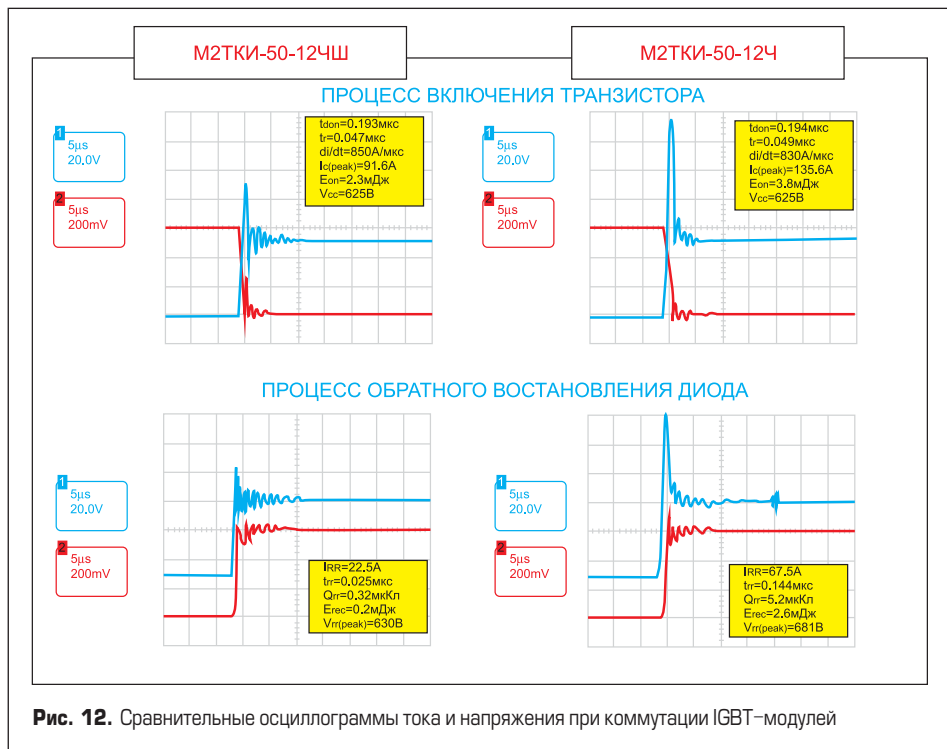 М2ТКИ-50-12ЧШ
М2ТКИ-50-12Ч
ПРОЦЕСС ВКЛЮЧЕНИЯ ТРАНЗИСТОРА
1
5µs
20.0V
2
5µs
200mV
tdon=0.193мкс
tr=0.047мкс
di/dt=850А/мкс
Ic(peak)=91.6А
Eon=2.3мДж
Vcc=625В
1
5µs
20.0V
2
5µs
200mV
tdon=0.194мкс
tr=0.049мкс
di/dt=830А/мкс
Ic(peak)=135.6А
Eon=3.8мДж
Vcc=625В
ПРОЦЕСС ОБРАТНОГО ВОСТАНОВЛЕНИЯ ДИОДА
1
5µs
20.0V
2
5µs
200mV
IRR=22.5А
trr=0.025мкс
Qrr=0.32мкКл
Erec=0.2мДж
Vrr(peak)=630В
1
5µs
20.0V
2
5µs
200mV
IRR=67.5А
trr=0.144мкс
Qrr=5.2мкКл
Erec=2.6мДж
Vrr(peak)=681В
Рис. 12. Сравнительные осциллограммы тока и напряжения при коммутации IGBT-модулей